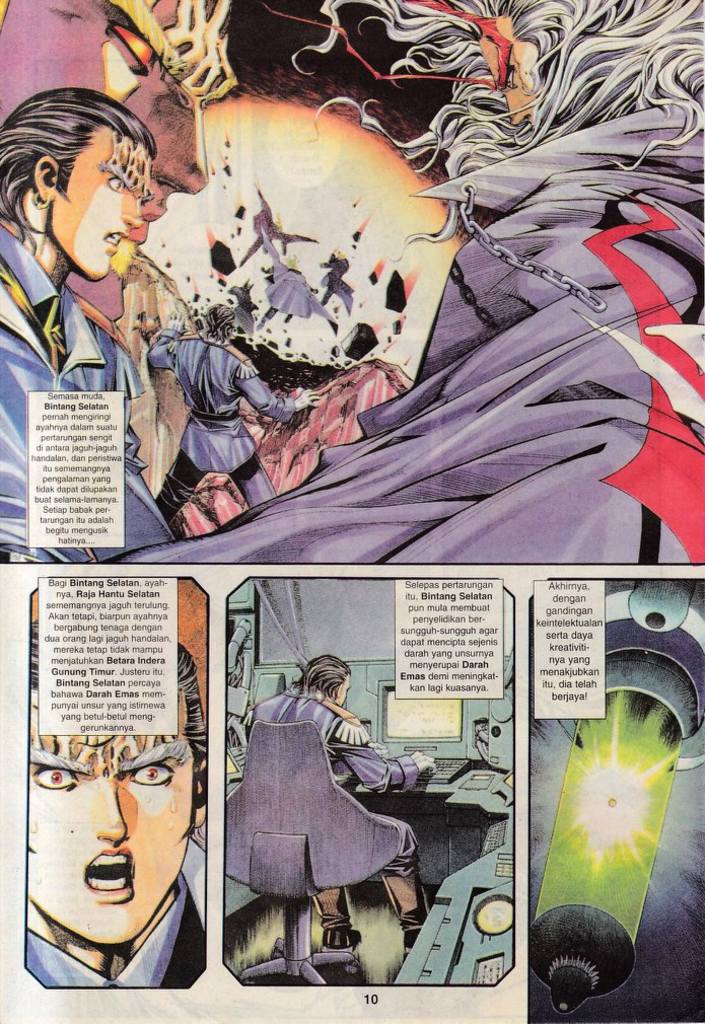 Semasa muda,
Bintang Selatan
pernah mengiringi
ayahnya dalam suatu
pertarungan sengit
di antara jaguh-jaguh
handalan, dan peristiwa
itu sememangnya
pengalaman yang
tidak dapat dilupakan
buat selama-lamanya.
Setiap babak per-
tarungan itu adalah
begitu mengusik
hatinya....
Bagi Bintang Selatan, ayah-
nya, Raja Hantu Selatan
sememangnya jaguh terulung.
Akan tetapi, biarpun ayahnya
bergabung tenaga dengan
dua orang lagi jaguh handalan,
mereka tetap tidak mampu
menjatuhkan Betara Indera
Gunung Timur. Justeru itu,
Bintang Selatan percaya
bahawa Darah Emas mem-
punyai unsur yang istimewa
yang betul-betul meng-
gerunkannya.
Selepas pertarungan
itu, Bintang Selatan
pun mula membuat
penyelidikan ber-
sungguh-sungguh agar
dapat mencipta sejenis
darah yang unsurnya
menyerupai Darah
Emas demi meningkat-
kan lagi kuasanya.
Akhirnya,
dengan
gandingan
keintelektualan
serta daya
kreativiti-
nya yang
menakjubkan
itu, dia telah
berjaya!
10